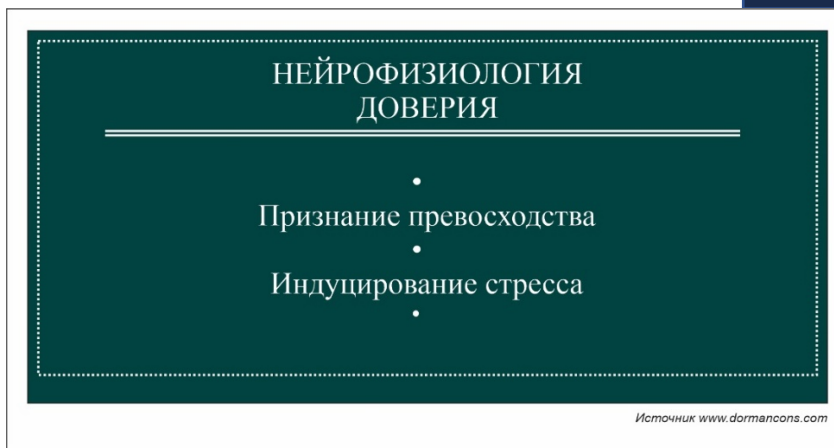 НЕЙРОФИЗИОЛОГИЯ
ДОВЕРИЯ
•
Признание превосходства
•
Индуцирование стресса
•
Источник www.dormancons.com